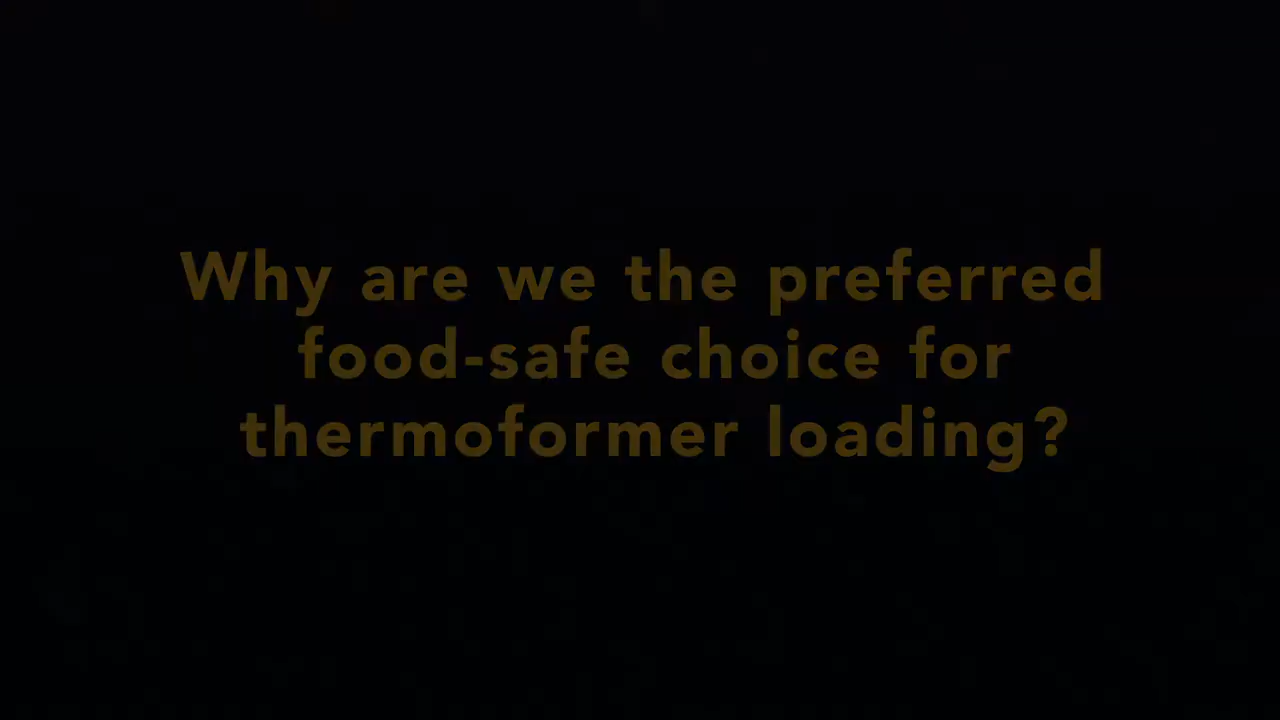 Why are we the preferred
food-safe choice for
thermoformer loading?